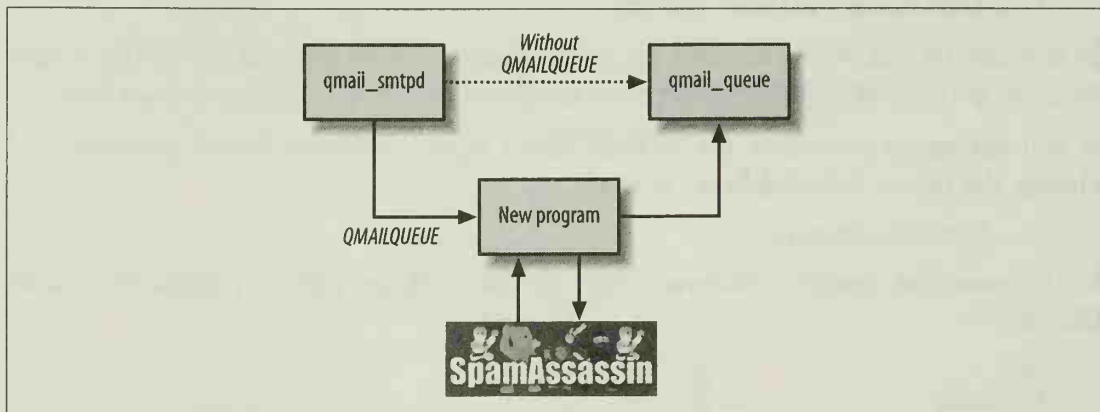 Without
QMAILQUEUE
qmail_smtpd
qmail_queue
New program
QMAILQUEUE
SpamAssassin